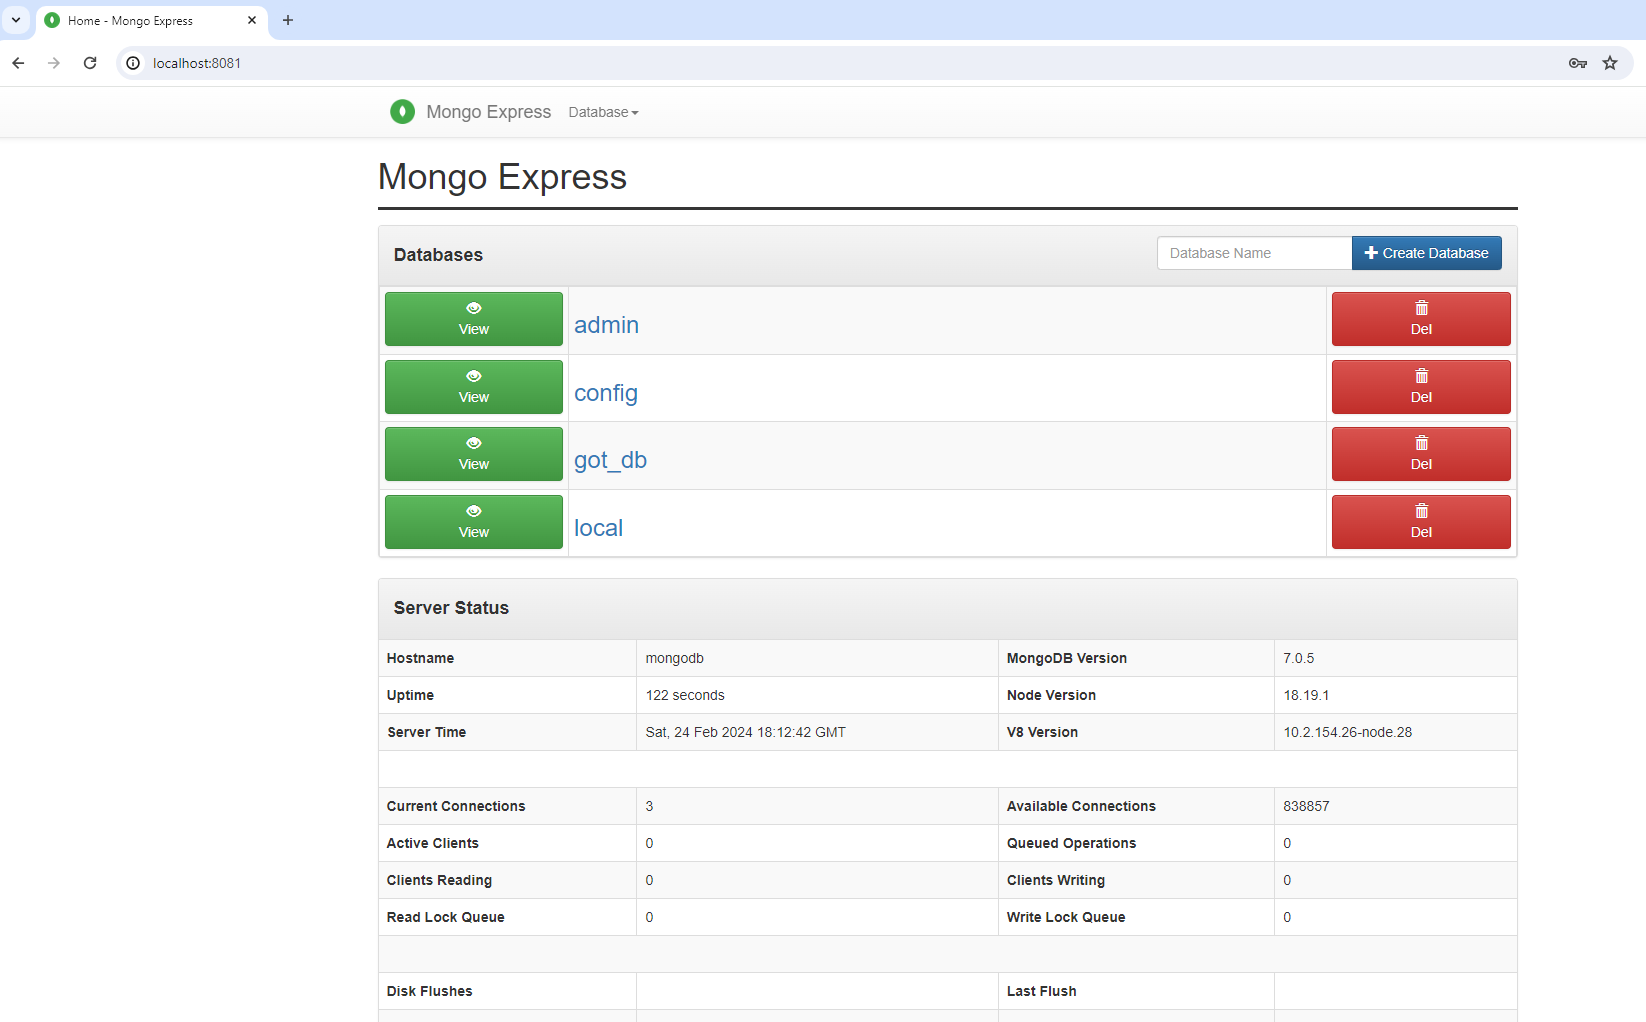 Home - Mongo Express
localhost:8081
Mongo Express Database
Mongo Express
Databases Database Name Create Database
View admin Del
View config Del
View got_db Del
View local Del
Server Status
Hostname mongodb MongoDB Version 7.0.5
Uptime 122 seconds Node Version 18.19.1
Server Time Sat, 24 Feb 2024 18:12:42 GMT V8 Version 10.2.154.26-node.28
Current Connections 3 Available Connections 838857
Active Clients 0 Queued Operations 0
Clients Reading 0 Clients Writing 0
Read Lock Queue 0 Write Lock Queue 0
Disk Flushes Last Flush